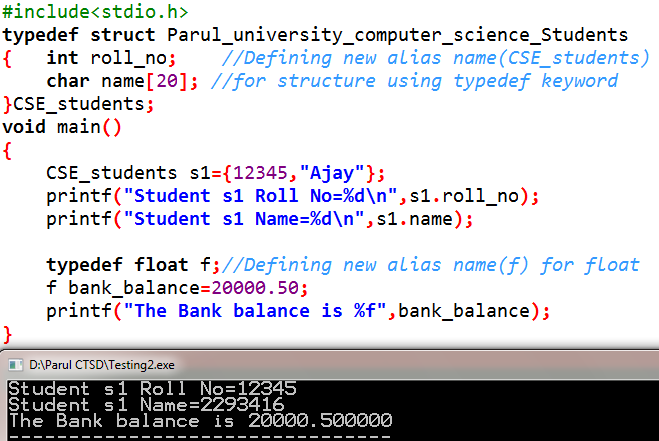 #include<stdio.h>
typedef struct Parul_university_computer_science_Students
{   int roll_no;    //Defining new alias name(CSE_students)
    char name[20]; //for structure using typedef keyword
}CSE_students;
void main()
{
    CSE_students s1={12345,"Ajay"};
    printf("Student s1 Roll No=%d\n",s1.roll_no);
    printf("Student s1 Name=%d\n",s1.name);
    typedef float f;//Defining new alias name(f) for float
    f bank_balance=20000.50;
    printf("The Bank balance is %f",bank_balance);
}
D:\Parul CTSD\Testing2.exe
Student s1 Roll No=12345
Student s1 Name=2293416
The Bank balance is 20000.500000
--------------------------------